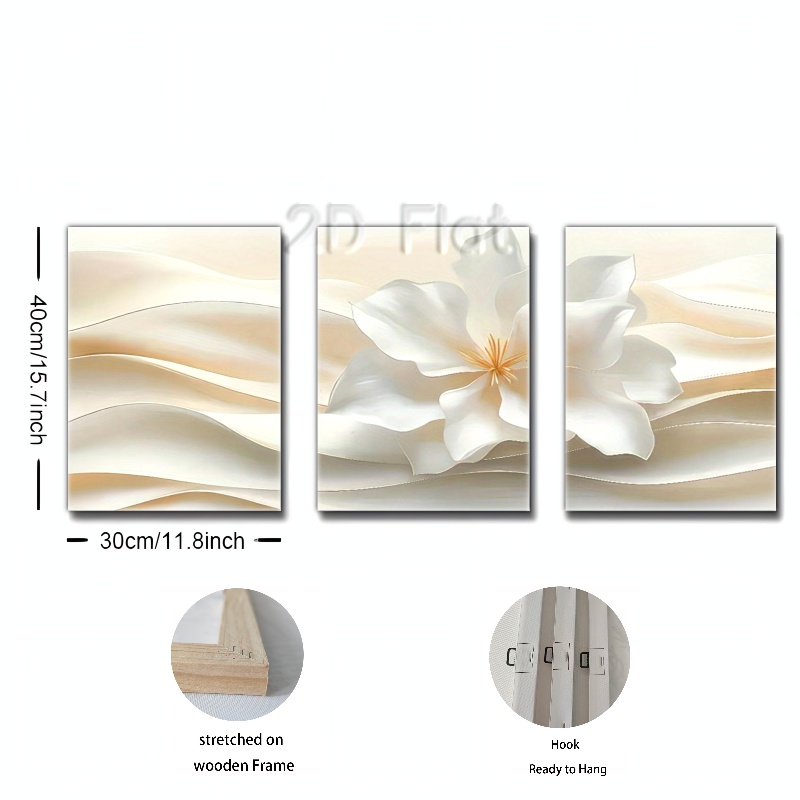 2D Flat
40cm/15.7inch
30cm/11.8inch
stretched on
wooden Frame
Hook
Ready to Hang